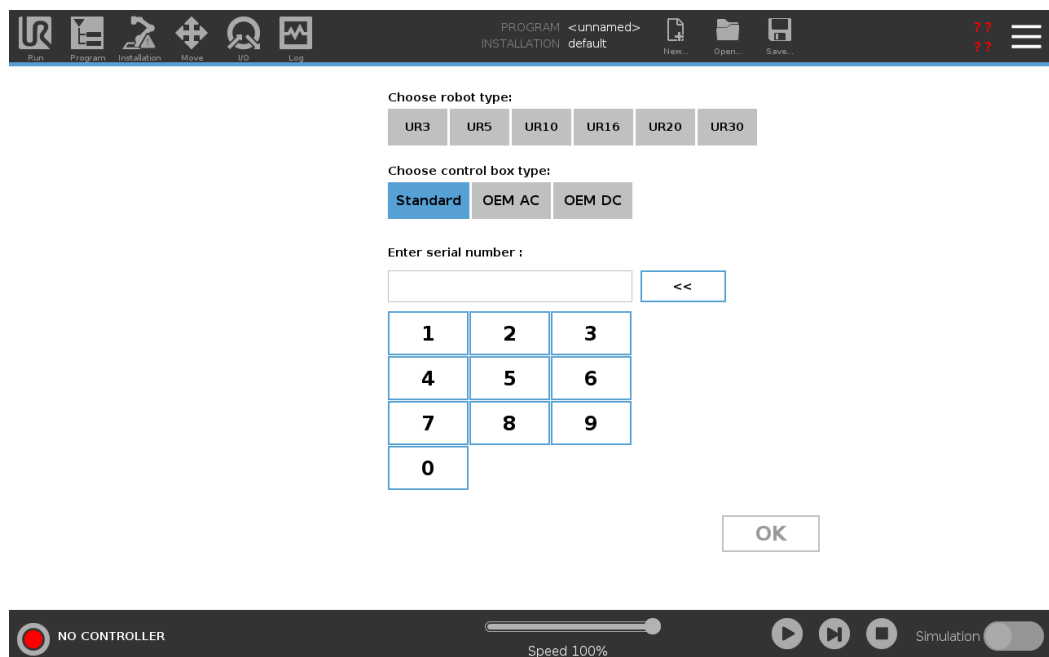 PROGRAM <unnamed>
INSTALLATION default
? ?
? ?
Run Program Installation Move I/O Log New... Open... Save...
Choose robot type:
UR3 UR5 UR10 UR16 UR20 UR30
Choose control box type:
Standard OEM AC OEM DC
Enter serial number :
<<
1 2 3
4 5 6
7 8 9
0
OK
NO CONTROLLER
Speed 100%
Simulation